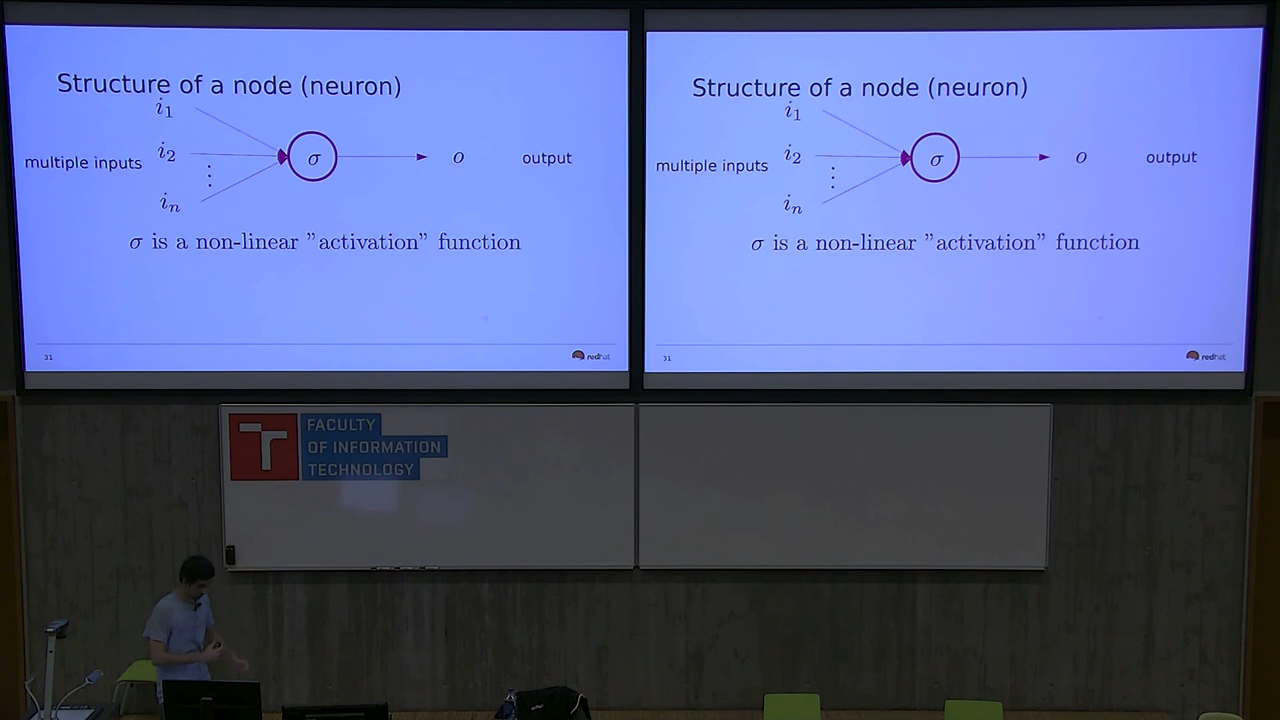 Structure of a node (neuron)
i1
multiple inputs i2 σ o output
⋮
in
σ is a non-linear "activation" function
31 redhat
Structure of a node (neuron)
i1
multiple inputs i2 σ o output
⋮
in
σ is a non-linear "activation" function
31 redhat
FACULTY
OF INFORMATION
TECHNOLOGY